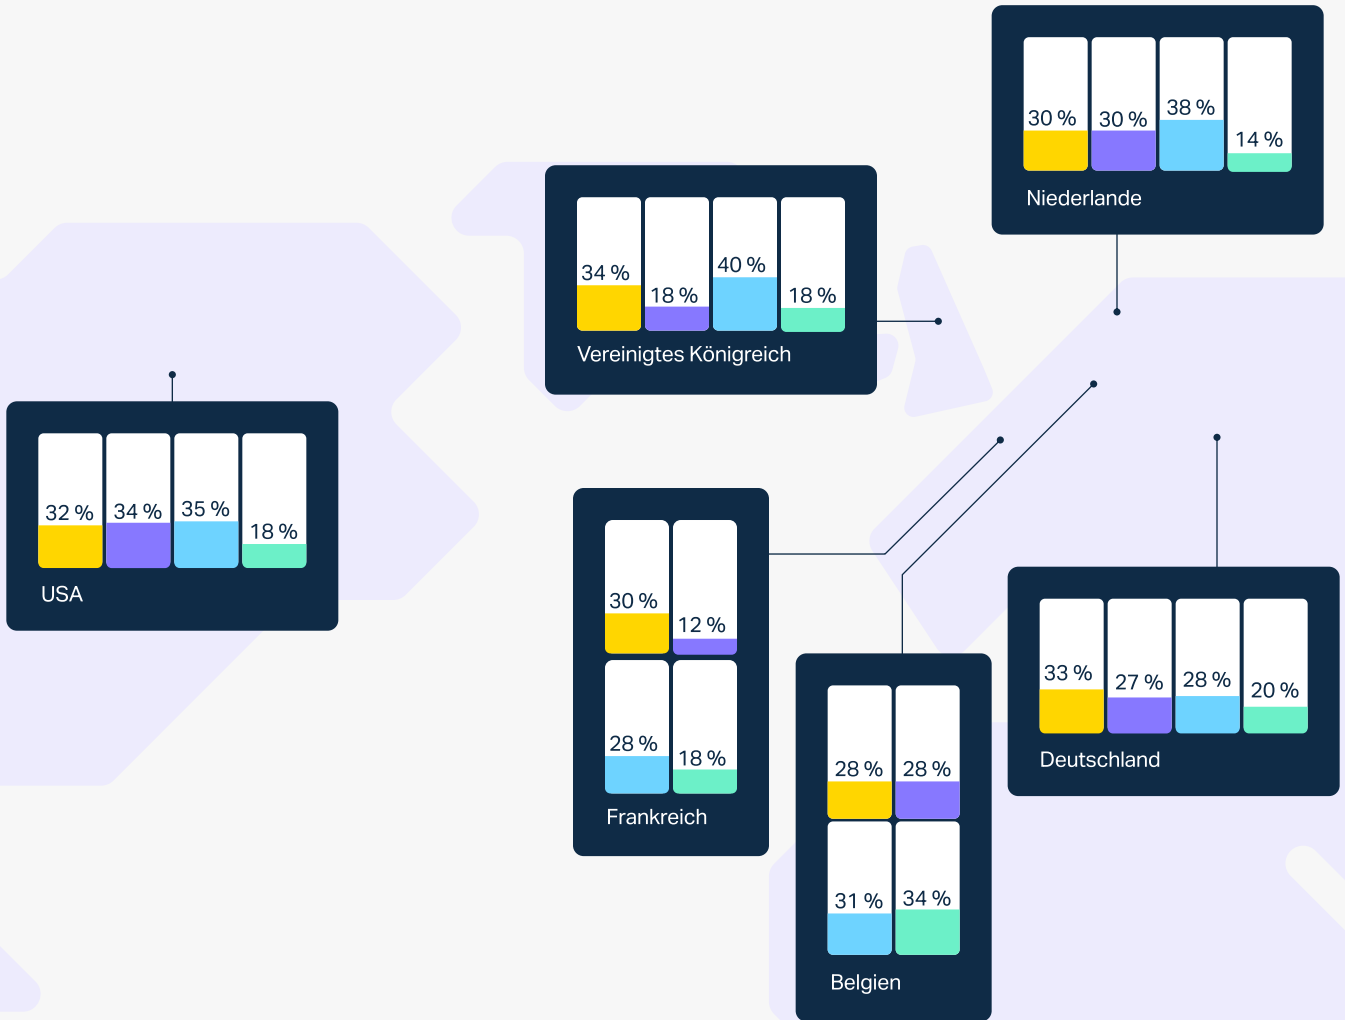 30 % 30 % 38 % 14 %
Niederlande
34 % 18 % 40 % 18 %
Vereinigtes Königreich
32 % 34 % 35 % 18 %
USA
30 % 12 %
28 % 18 %
Frankreich
33 % 27 % 28 % 20 %
Deutschland
28 % 28 %
31 % 34 %
Belgien